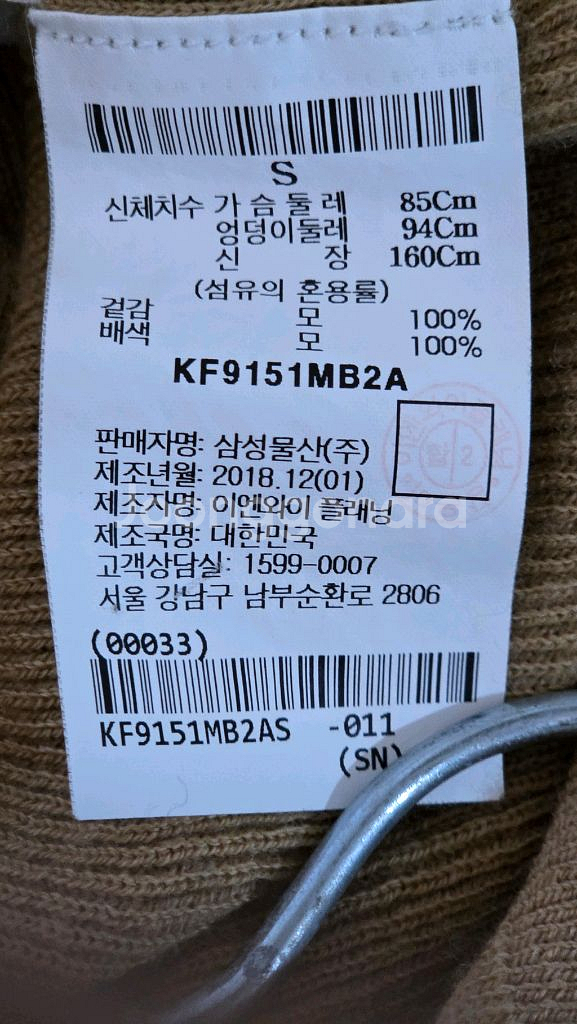 S
신체치수 가 슴 둘 레 85Cm
엉덩이둘레 94Cm
신 장 160Cm
(섬유의 혼용률)
겉감 모 100%
배색 모 100%
KF9151MB2A
판매자명: 삼성물산(주)
제조년월: 2018.12(01)
제조자명: 이엔와이 플래닝
제조국명: 대한민국
고객상담실: 1599-0007
서울 강남구 남부순환로 2806
(00033)
KF9151MB2AS -011
(SN)